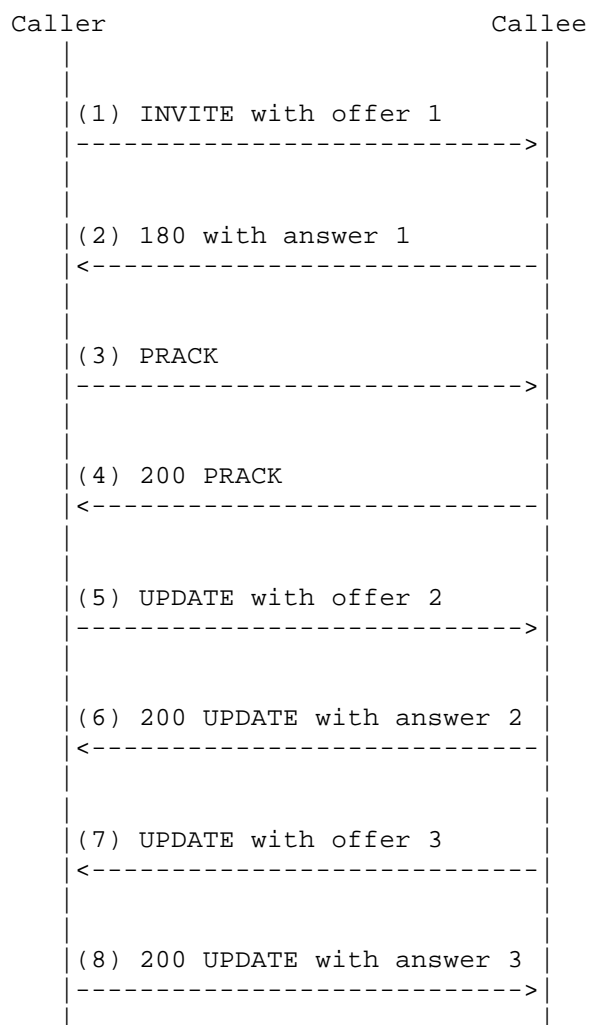 Caller Callee
(1) INVITE with offer 1
(2) 180 with answer 1
(3) PRACK
(4) 200 PRACK
(5) UPDATE with offer 2
(6) 200 UPDATE with answer 2
(7) UPDATE with offer 3
(8) 200 UPDATE with answer 3